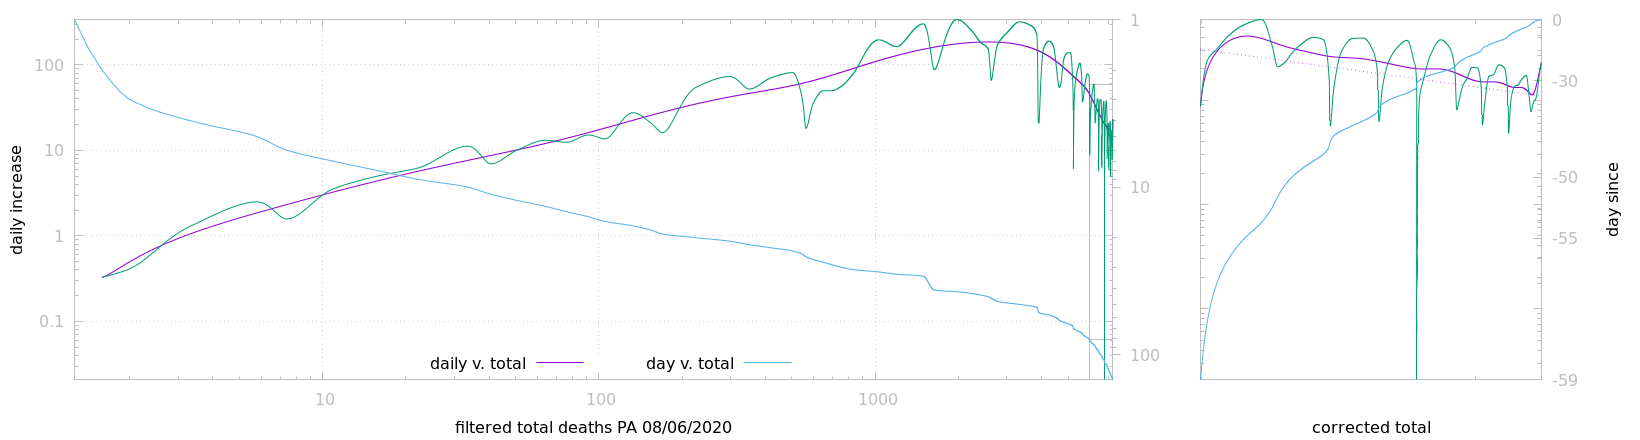 100
10
1
0.1
daily increase
daily v. total
day v. total
10
100
1000
filtered total deaths PA 08/06/2020
1
10
100
0
-30
-50
-55
-59
day since
corrected total